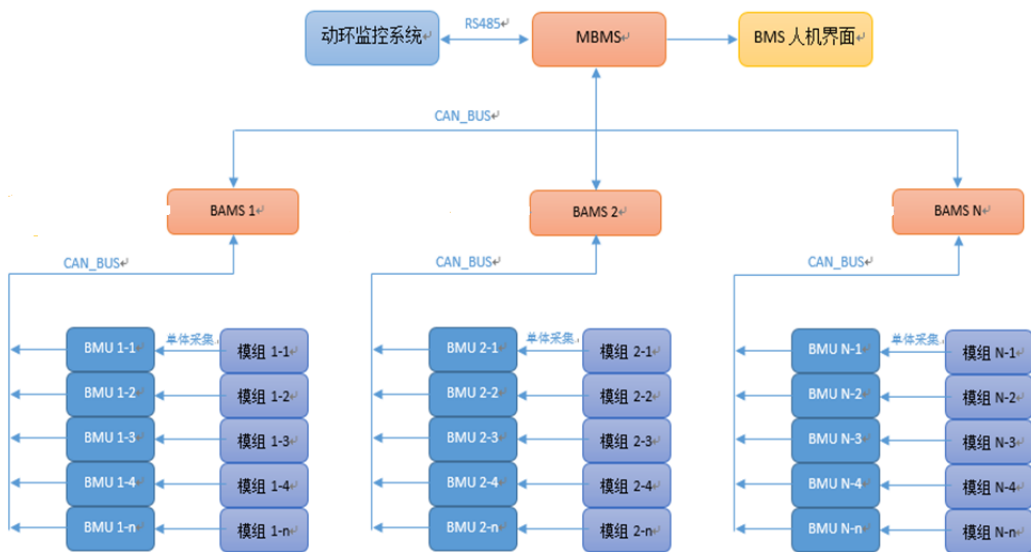 RS485
动环监控系统
MBMS
BMS 人机界面
CAN_BUS
BAMS 1
BAMS 2
BAMS N
CAN_BUS
CAN_BUS
CAN_BUS
BMU 1-1
单体采集
模组 1-1
BMU 1-2
模组 1-2
BMU 1-3
模组 1-3
BMU 1-4
模组 1-4
BMU 1-n
模组 1-n
BMU 2-1
单体采集
模组 2-1
BMU 2-2
模组 2-2
BMU 2-3
模组 2-3
BMU 2-4
模组 2-4
BMU 2-n
模组 2-n
BMU N-1
单体采集
模组 N-1
BMU N-2
模组 N-2
BMU N-3
模组 N-3
BMU N-4
模组 N-4
BMU N-n
模组 N-n